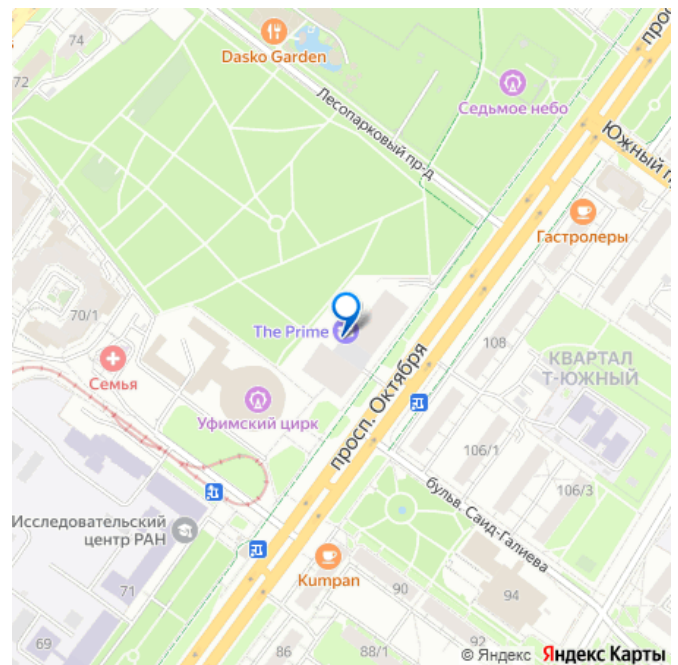 74
72
Dasko Garden
Седьмое небо
Лесопарковый пр-д
Южный п
Гастролеры
70/1
The Prime
Семья
108
КВАРТАЛ
Т-ЮЖНЫЙ
Уфимский цирк
просп. Октября
106/1
106/3
бульв. Саид-Галиева
Исследовательский
центр РАН
Kumpan
71
90
94
69
86
88/1
92
© Яндекс Яндекс Карты